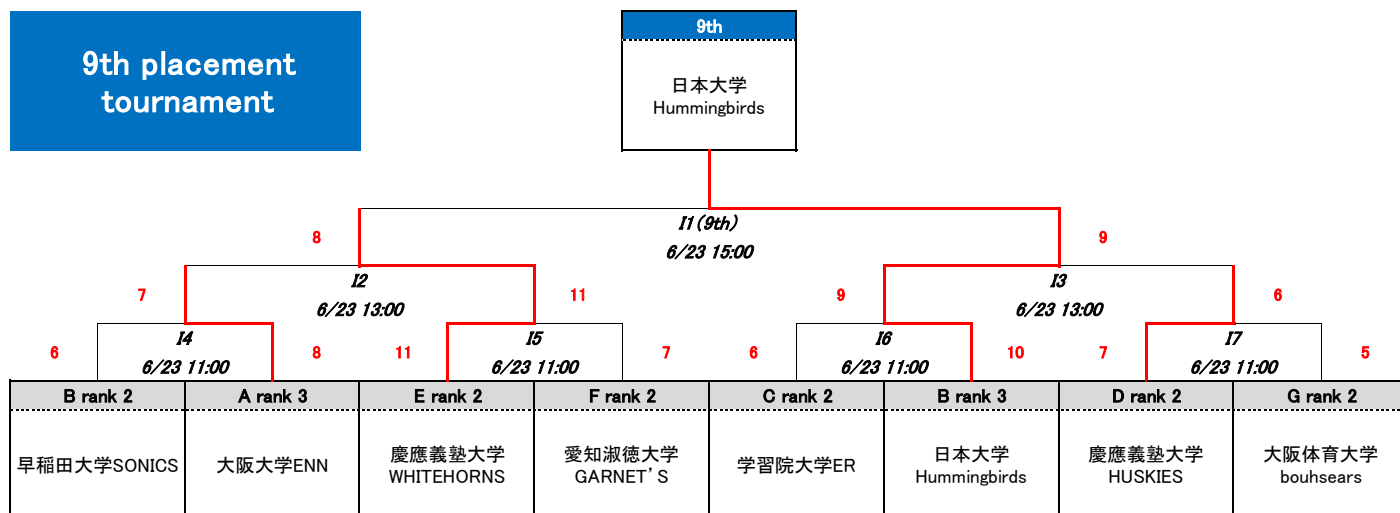 9th placement
tournament
9th
日本大学
Hummingbirds
I1(9th)
6/23 15:00
8
9
I2
6/23 13:00
I3
6/23 13:00
7
11
9
6
I4
6/23 11:00
I5
6/23 11:00
I6
6/23 11:00
I7
6/23 11:00
6
8
11
7
6
10
7
5
B rank 2
A rank 3
E rank 2
F rank 2
C rank 2
B rank 3
D rank 2
G rank 2
早稲田大学SONICS
大阪大学ENN
慶應義塾大学
WHITEHORNS
愛知淑徳大学
GARNET'S
学習院大学ER
日本大学
Hummingbirds
慶應義塾大学
HUSKIES
大阪体育大学
bouhsears